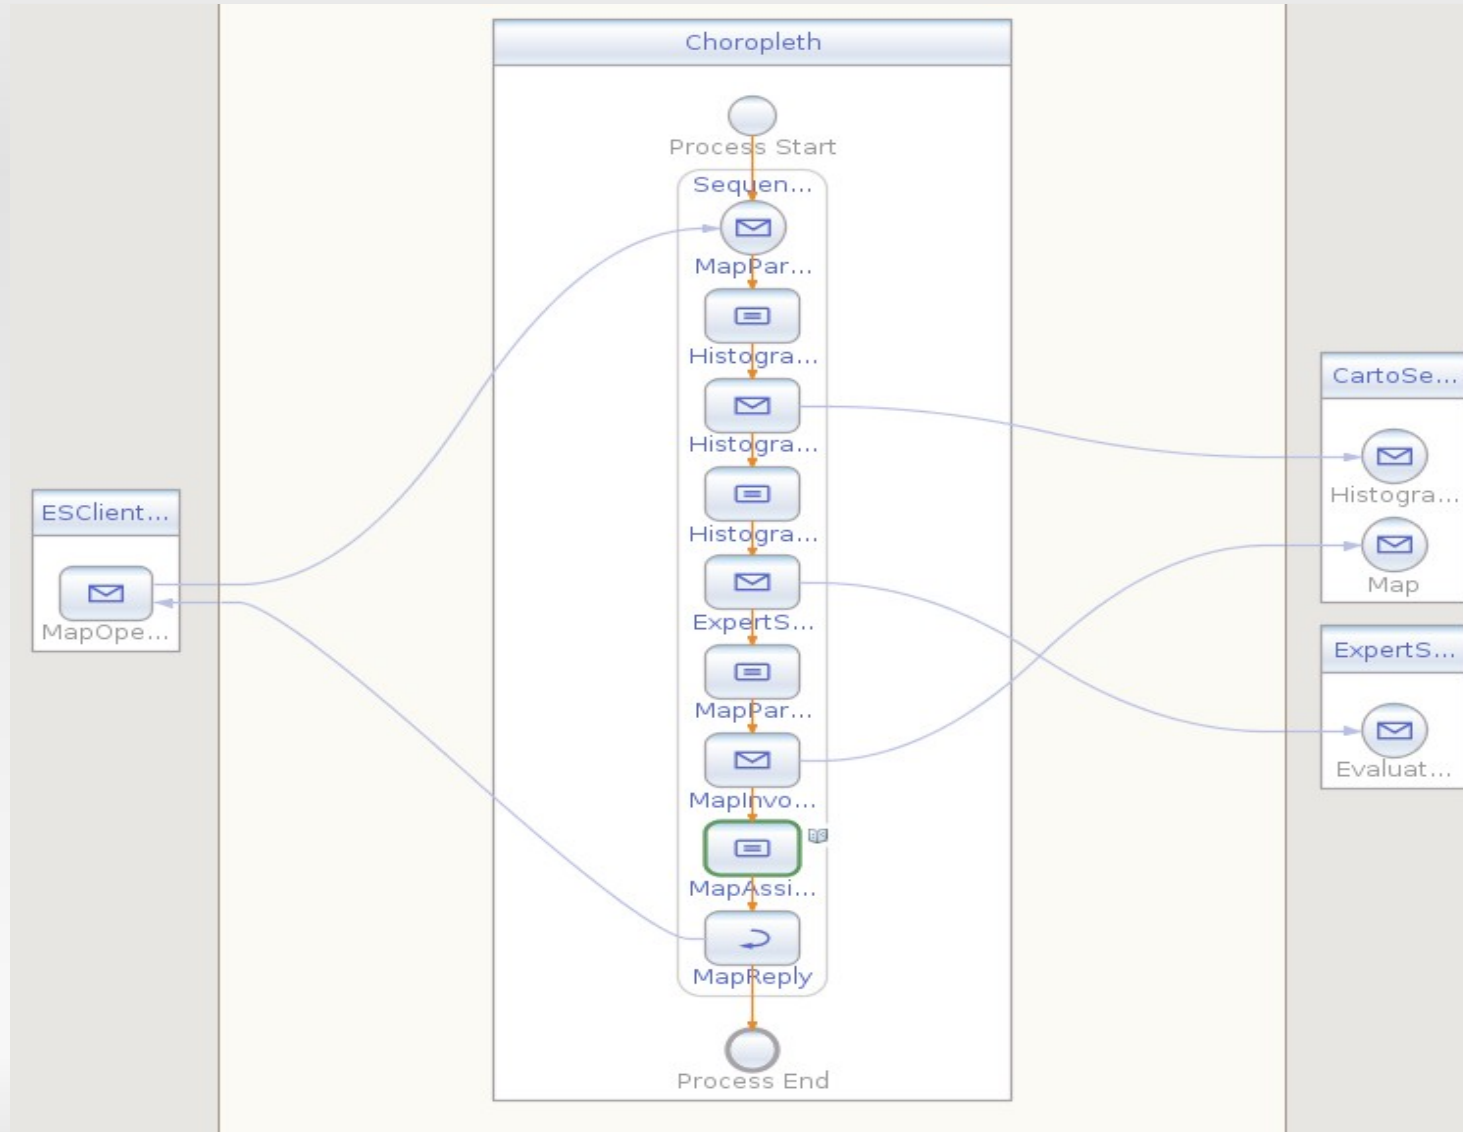 Choropleth
Process Start
Sequen...
MapPar...
Histogra...
Histogra...
Histogra...
ExpertS...
MapPar...
MapInvo...
MapAssi...
MapReply
Process End
ESClient...
MapOpe...
CartoSe...
Histogra...
Map
ExpertS...
Evaluat...